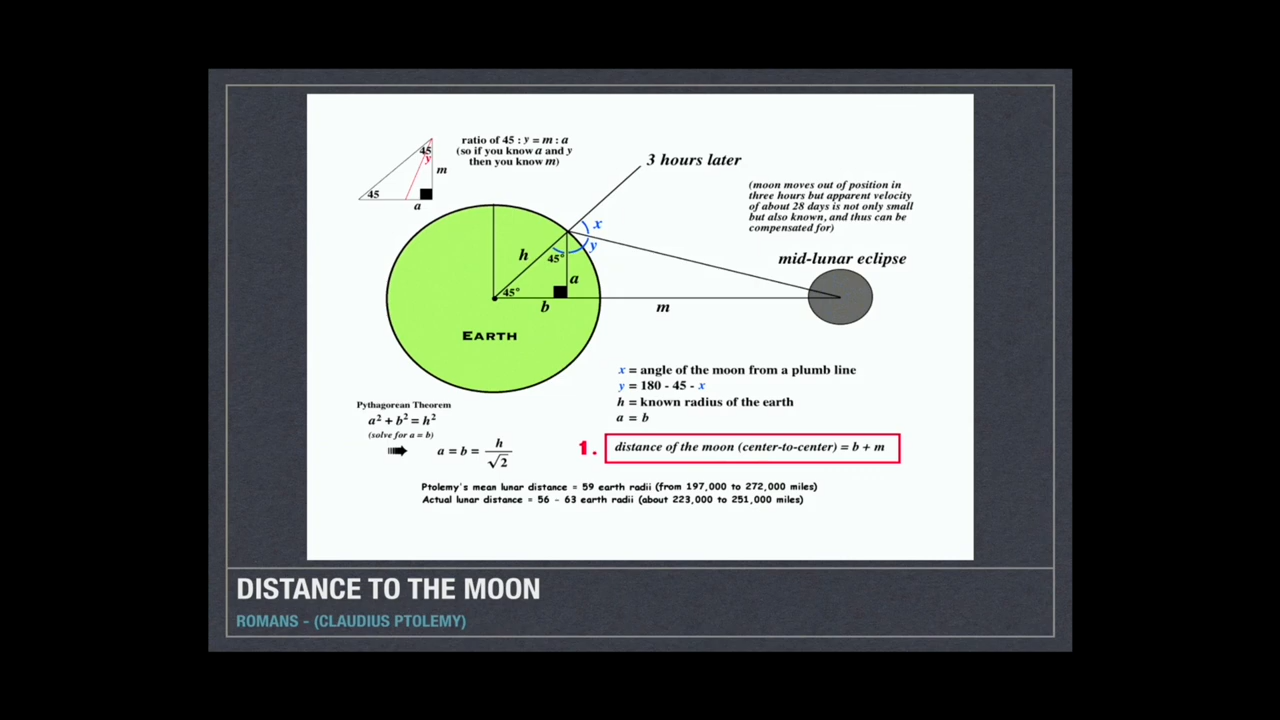 ratio of 45 : y = m : a
(so if you know a and y
then you know m)
45
y
m
45
a
3 hours later
(moon moves out of position in
three hours but apparent velocity
of about 28 days is not only small
but also known, and thus can be
compensated for)
x
y
h
45°
mid-lunar eclipse
a
45°
b
m
EARTH
x = angle of the moon from a plumb line
y = 180 - 45 - x
h = known radius of the earth
a = b
Pythagorean Theorem
a² + b² = h²
(solve for a = b)
a = b = h / √2
1. distance of the moon (center-to-center) = b + m
Ptolemy's mean lunar distance = 59 earth radii (from 197,000 to 272,000 miles)
Actual lunar distance = 56 - 63 earth radii (about 223,000 to 251,000 miles)
DISTANCE TO THE MOON
ROMANS - (CLAUDIUS PTOLEMY)